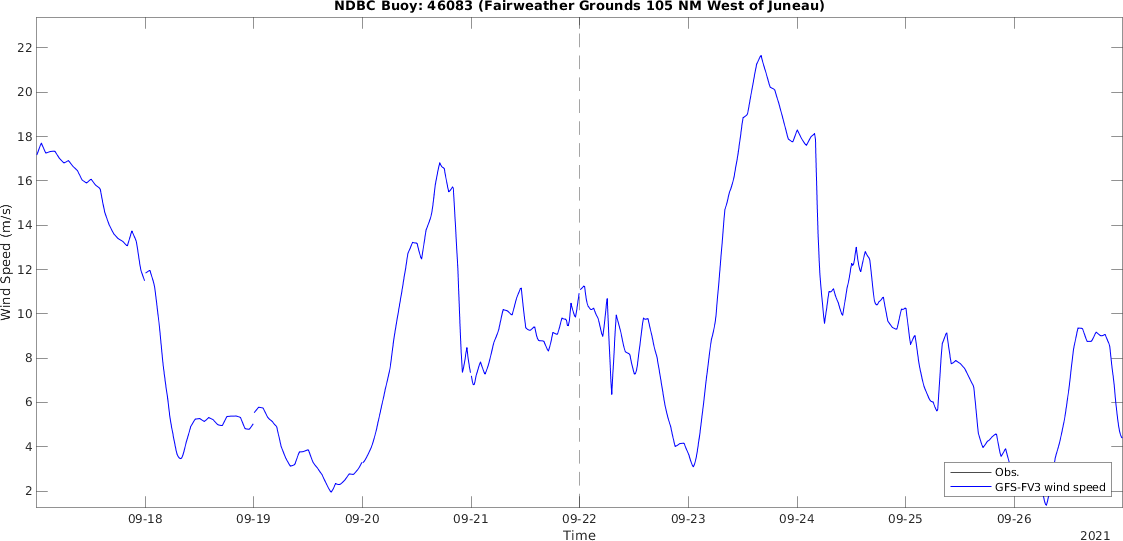 NDBC Buoy: 46083 (Fairweather Grounds 105 NM West of Juneau)
Wind Speed (m/s)
22
20
18
16
14
12
10
8
6
4
2
Obs.
GFS-FV3 wind speed
09-18 09-19 09-20 09-21 09-22 09-23 09-24 09-25 09-26
Time
2021